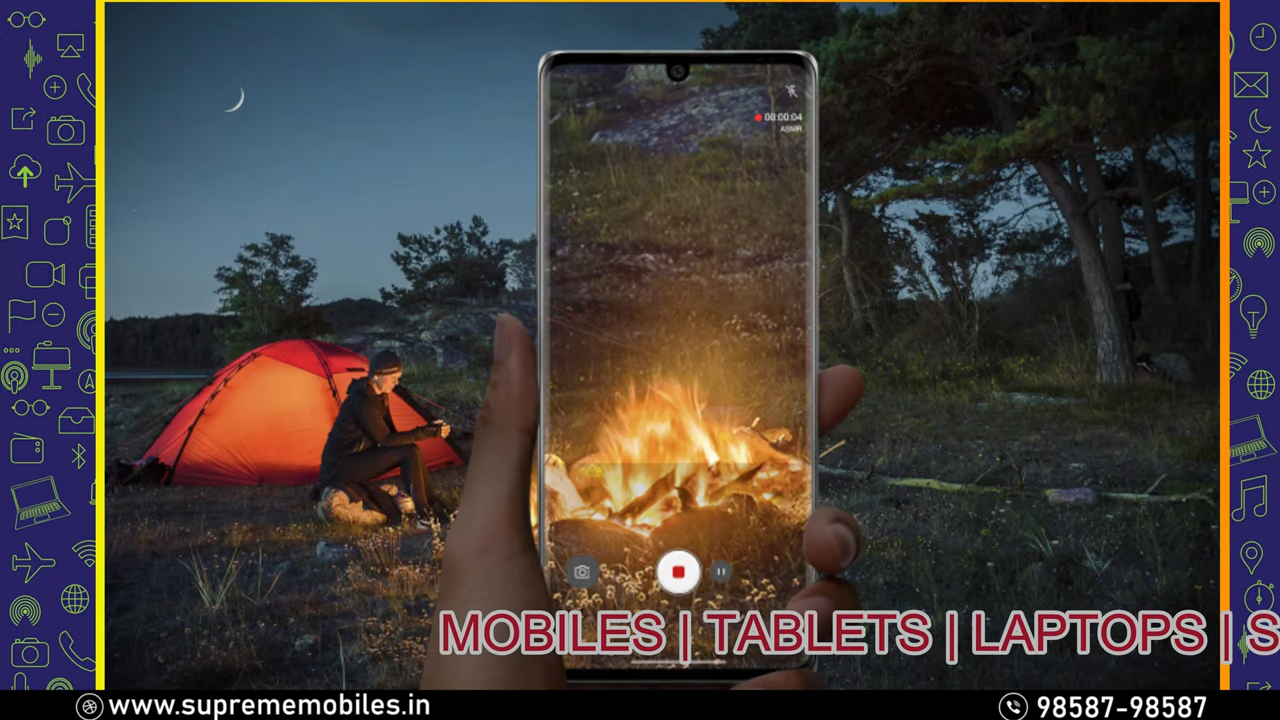 00:00:04
ASMR
MOBILES | TABLETS | LAPTOPS | S
www.suprememobiles.in
98587-98587